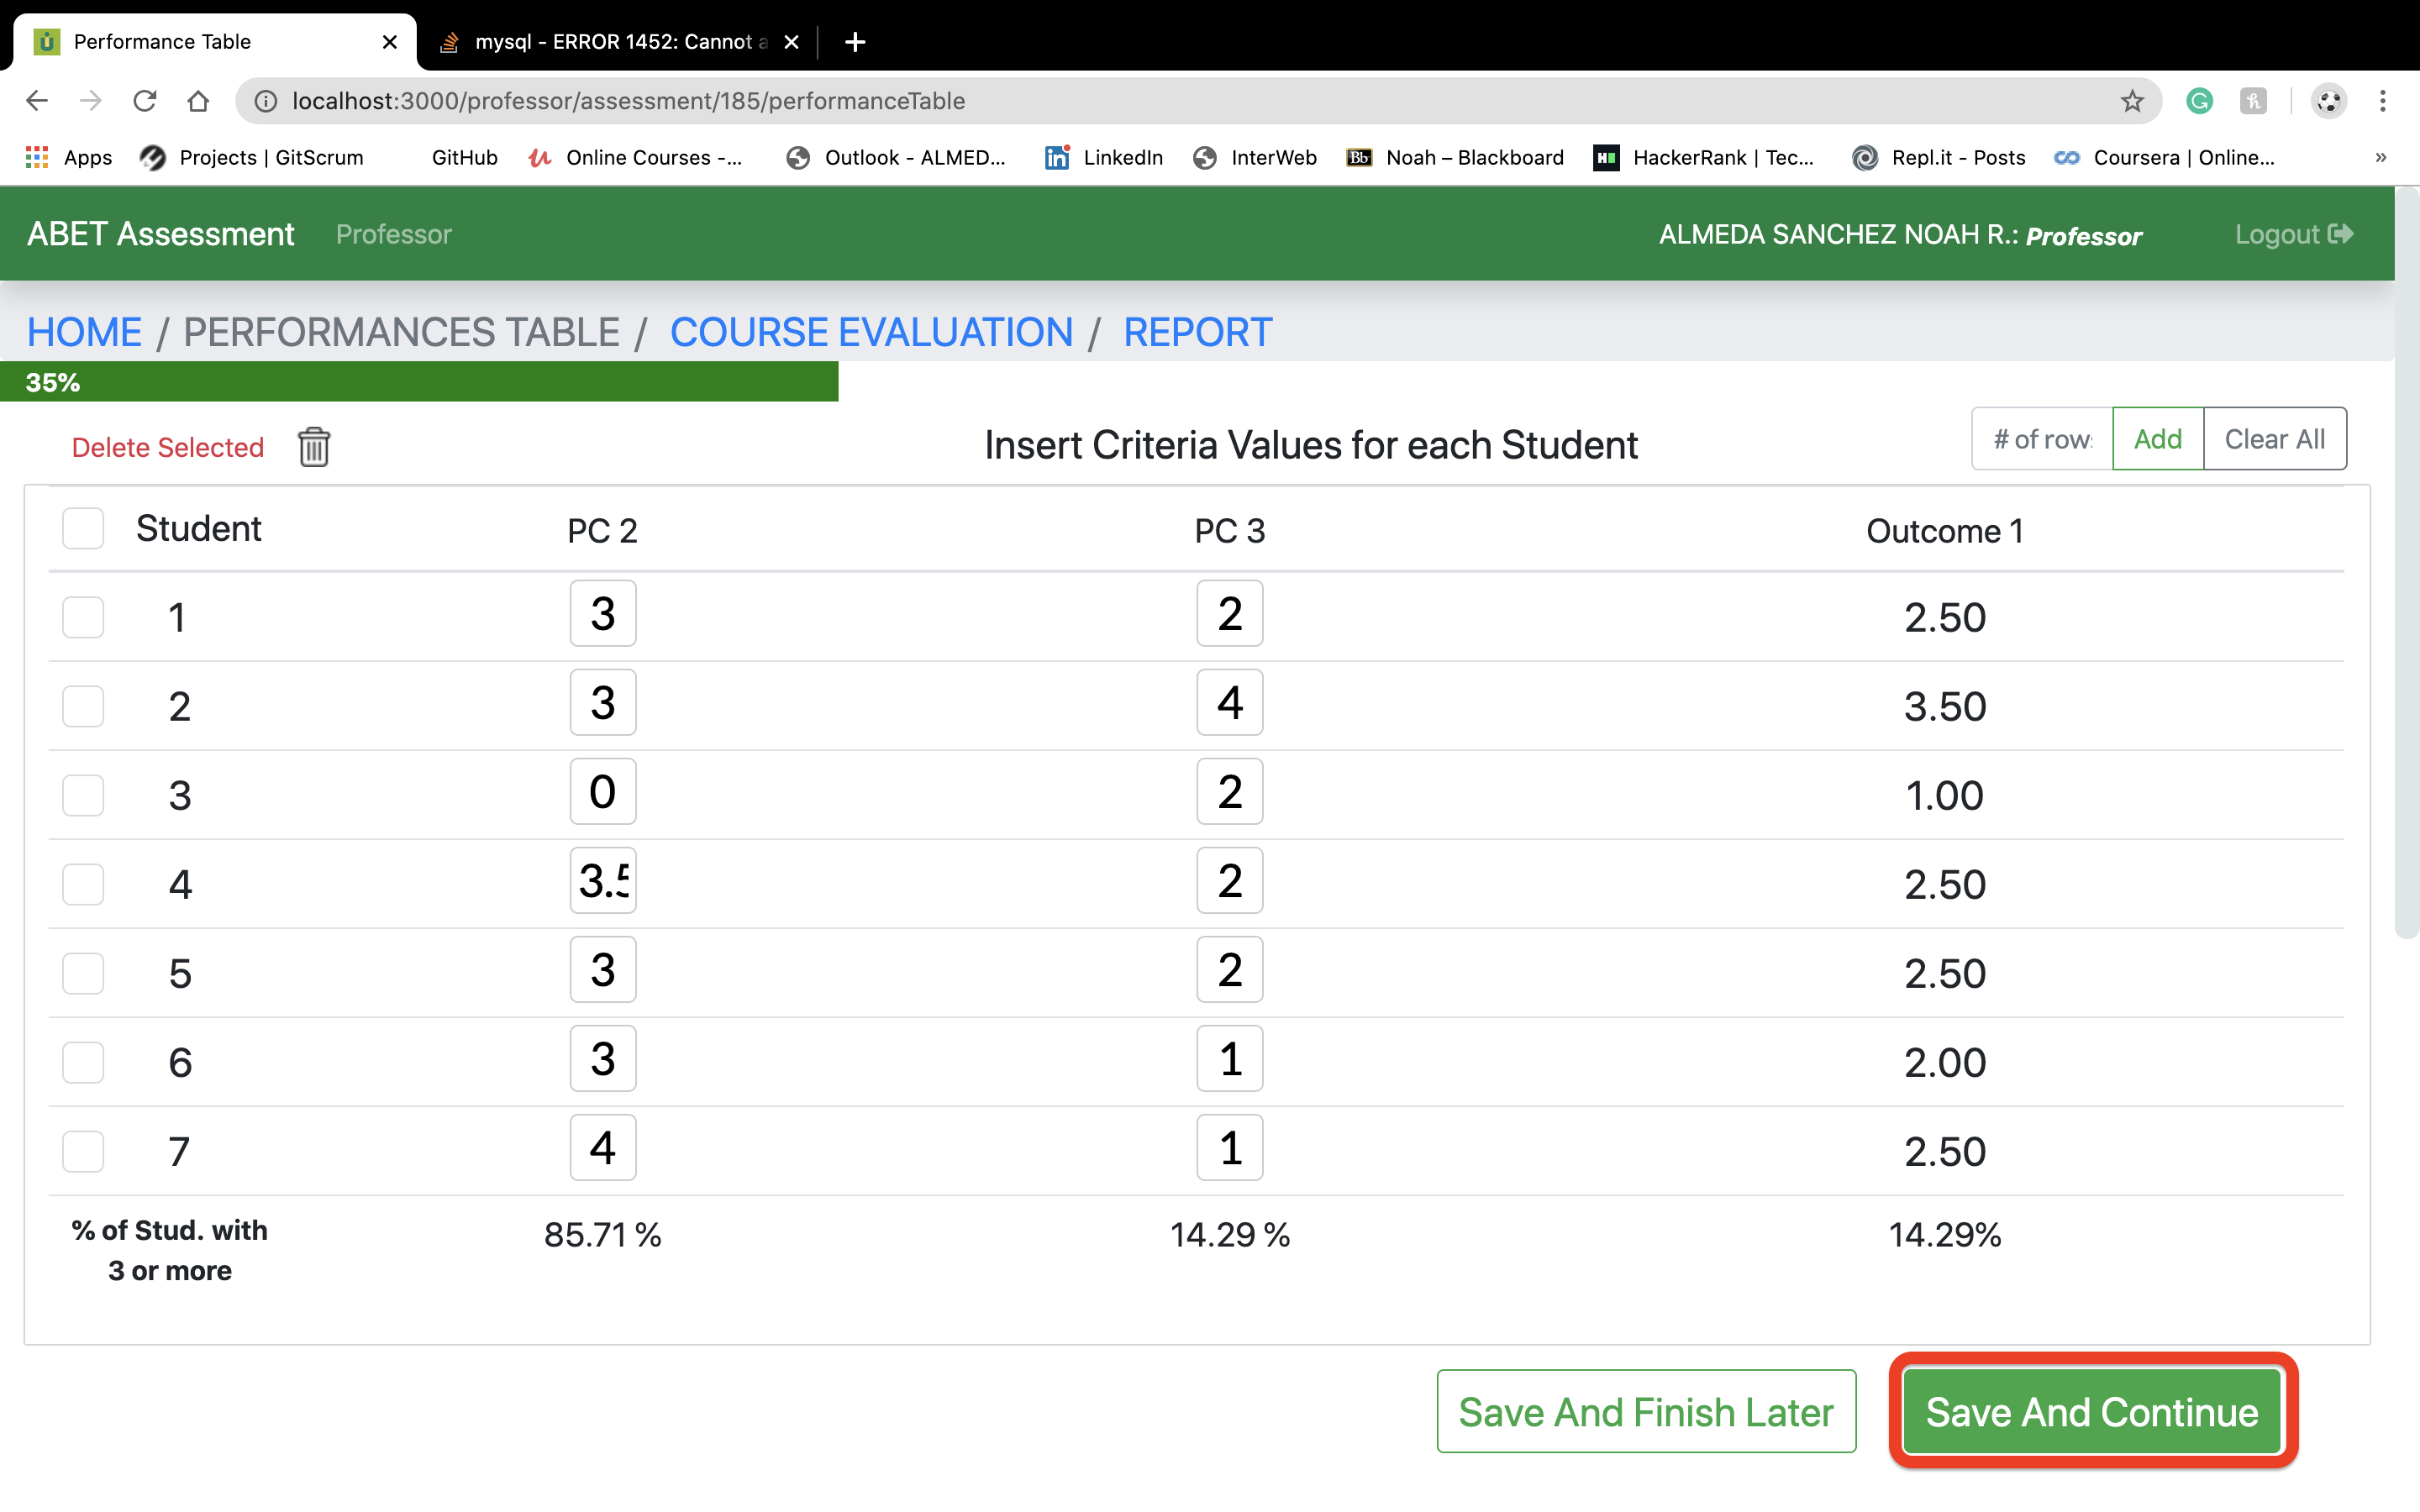 Performance Table
mysql - ERROR 1452: Cannot a
localhost:3000/professor/assessment/185/performanceTable
Apps Projects | GitScrum GitHub Online Courses -... Outlook - ALMED... LinkedIn InterWeb Noah – Blackboard HackerRank | Tec... Repl.it - Posts Coursera | Online... »
ABET Assessment Professor ALMEDA SANCHEZ NOAH R.: Professor Logout
HOME / PERFORMANCES TABLE / COURSE EVALUATION / REPORT
35%
Delete Selected Insert Criteria Values for each Student # of row Add Clear All
Student PC 2 PC 3 Outcome 1
1 3 2 2.50
2 3 4 3.50
3 0 2 1.00
4 3.5 2 2.50
5 3 2 2.50
6 3 1 2.00
7 4 1 2.50
% of Stud. with 85.71 % 14.29 % 14.29%
3 or more
Save And Finish Later Save And Continue